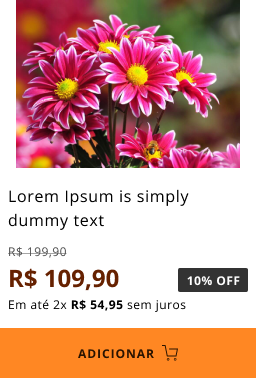 Lorem Ipsum is simply
dummy text
R$ 199,90
R$ 109,90
10% OFF
Em até 2x R$ 54,95 sem juros
ADICIONAR